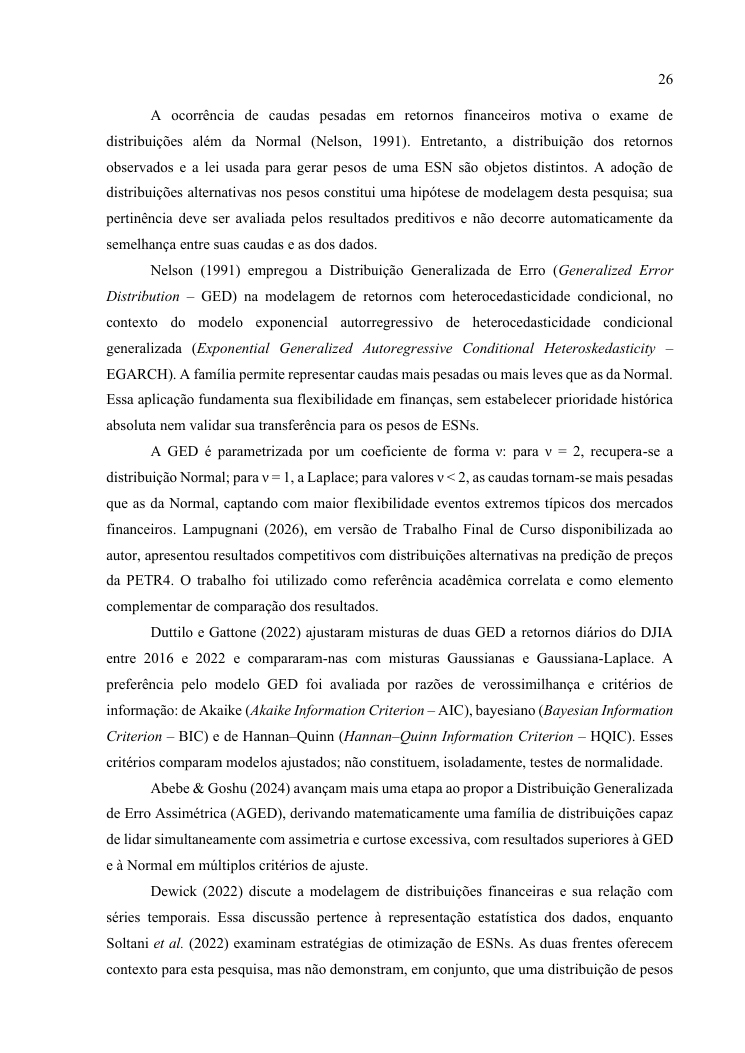 26
A ocorrência de caudas pesadas em retornos financeiros motiva o exame de
distribuições além da Normal (Nelson, 1991). Entretanto, a distribuição dos retornos
observados e a lei usada para gerar pesos de uma ESN são objetos distintos. A adoção de
distribuições alternativas nos pesos constitui uma hipótese de modelagem desta pesquisa; sua
pertinência deve ser avaliada pelos resultados preditivos e não decorre automaticamente da
semelhança entre suas caudas e as dos dados.
Nelson (1991) empregou a Distribuição Generalizada de Erro (Generalized Error
Distribution – GED) na modelagem de retornos com heterocedasticidade condicional, no
contexto do modelo exponencial autorregressivo de heterocedasticidade condicional
generalizada (Exponential Generalized Autoregressive Conditional Heteroskedasticity –
EGARCH). A família permite representar caudas mais pesadas ou mais leves que as da Normal.
Essa aplicação fundamenta sua flexibilidade em finanças, sem estabelecer prioridade histórica
absoluta nem validar sua transferência para os pesos de ESNs.
A GED é parametrizada por um coeficiente de forma ν: para ν = 2, recupera-se a
distribuição Normal; para ν = 1, a Laplace; para valores ν < 2, as caudas tornam-se mais pesadas
que as da Normal, captando com maior flexibilidade eventos extremos típicos dos mercados
financeiros. Lampugnani (2026), em versão de Trabalho Final de Curso disponibilizada ao
autor, apresentou resultados competitivos com distribuições alternativas na predição de preços
da PETR4. O trabalho foi utilizado como referência acadêmica correlata e como elemento
complementar de comparação dos resultados.
Duttilo e Gattone (2022) ajustaram misturas de duas GED a retornos diários do DJIA
entre 2016 e 2022 e compararam-nas com misturas Gaussianas e Gaussiana-Laplace. A
preferência pelo modelo GED foi avaliada por razões de verossimilhança e critérios de
informação: de Akaike (Akaike Information Criterion – AIC), bayesiano (Bayesian Information
Criterion – BIC) e de Hannan–Quinn (Hannan–Quinn Information Criterion – HQIC). Esses
critérios comparam modelos ajustados; não constituem, isoladamente, testes de normalidade.
Abebe & Goshu (2024) avançam mais uma etapa ao propor a Distribuição Generalizada
de Erro Assimétrica (AGED), derivando matematicamente uma família de distribuições capaz
de lidar simultaneamente com assimetria e curtose excessiva, com resultados superiores à GED
e à Normal em múltiplos critérios de ajuste.
Dewick (2022) discute a modelagem de distribuições financeiras e sua relação com
séries temporais. Essa discussão pertence à representação estatística dos dados, enquanto
Soltani et al. (2022) examinam estratégias de otimização de ESNs. As duas frentes oferecem
contexto para esta pesquisa, mas não demonstram, em conjunto, que uma distribuição de pesos